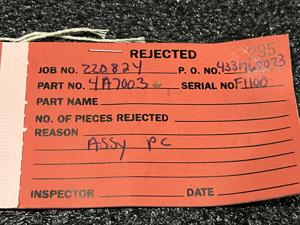 REJECTED
JOB NO. 220824 P. O. NO.
PART NO. 4A7003 SERIAL NO. F1100
PART NAME
NO. OF PIECES REJECTED
REASON
ASSY PC
INSPECTOR DATE